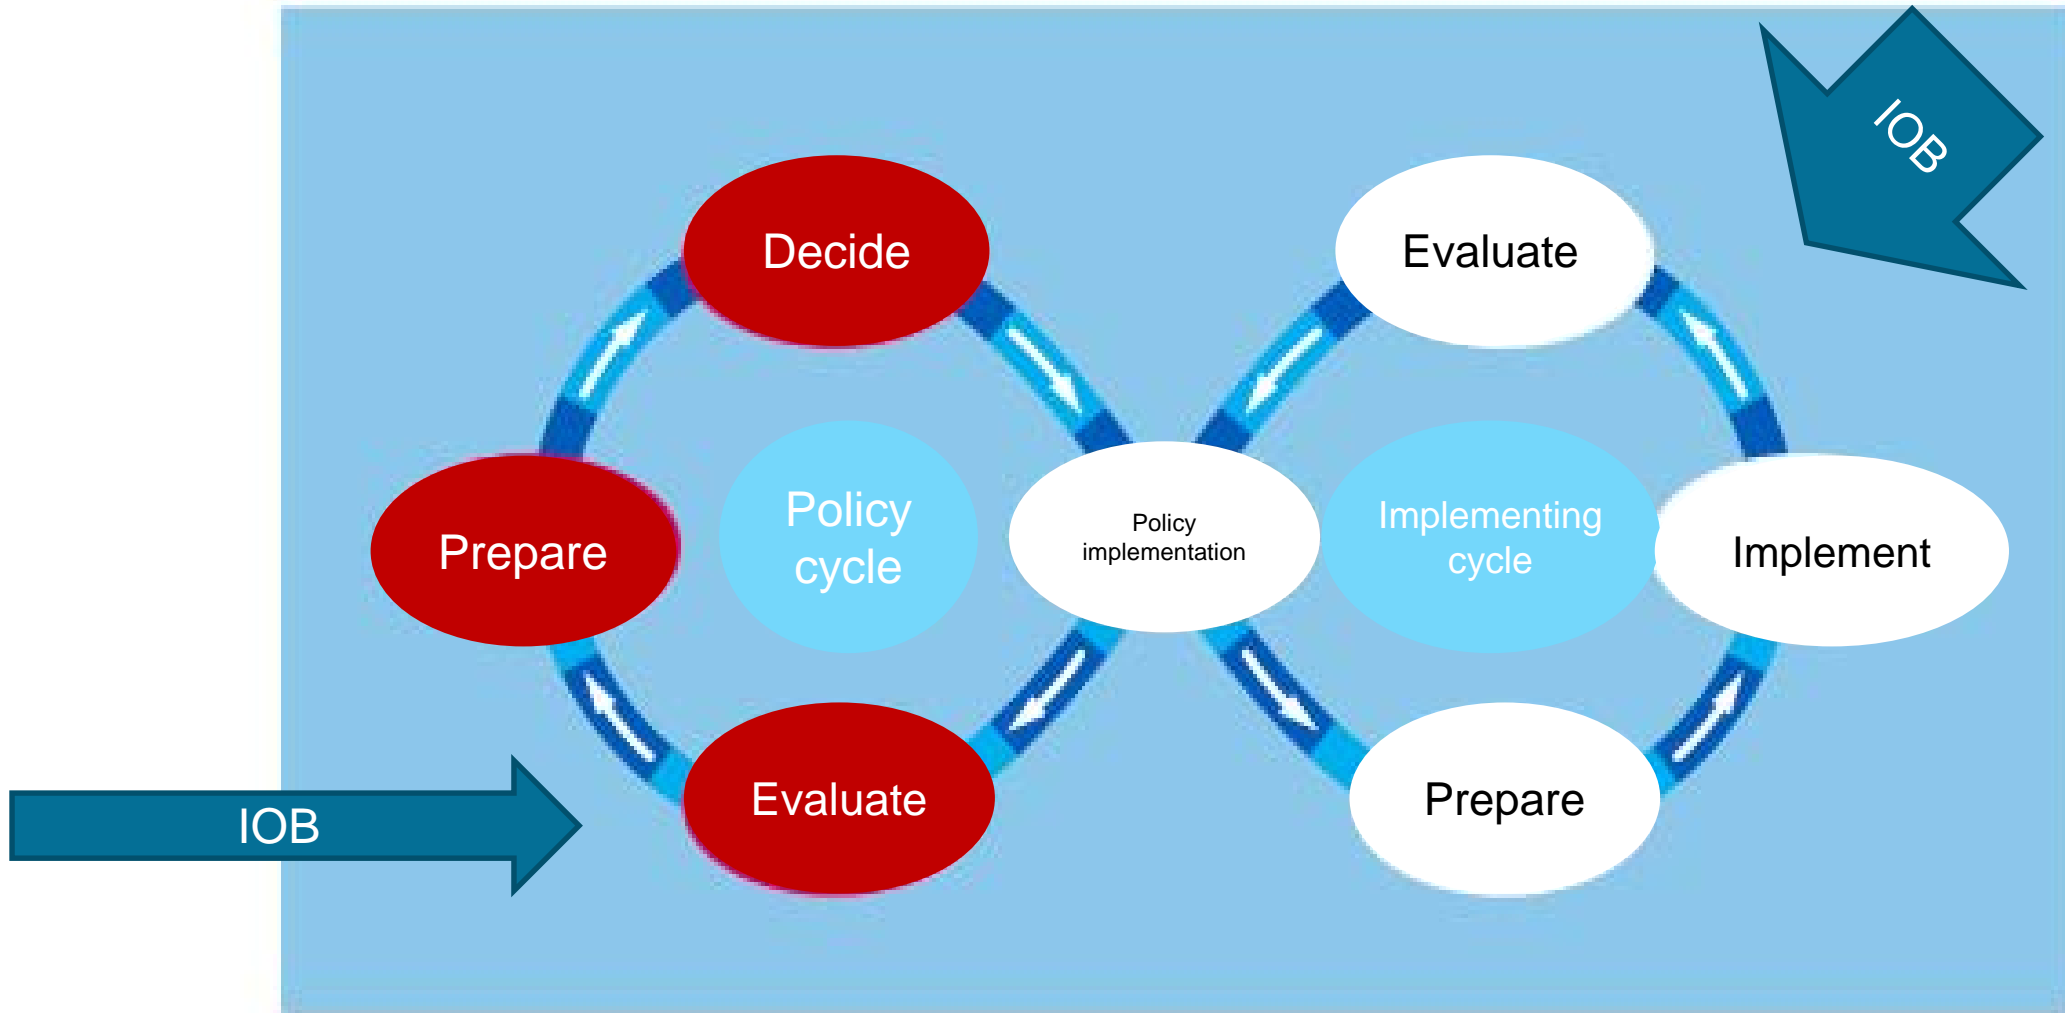 IOB
Decide
Evaluate
Policy
cycle
Policy
implementation
Implementing
cycle
Prepare
Implement
Evaluate
Prepare
IOB